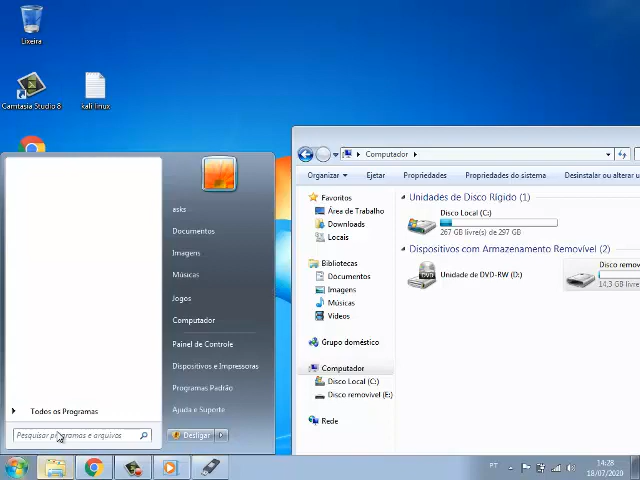 Lixeira
Camtasia Studio 8
kali linux
asks
Documentos
Imagens
Músicas
Jogos
Computador
Painel de Controle
Dispositivos e Impressoras
Programas Padrão
Ajuda e Suporte
Todos os Programas
Pesquisar programas e arquivos
Desligar
Computador
Organizar
Ejetar
Propriedades
Propriedades do sistema
Desinstalar ou alterar u
Favoritos
Área de Trabalho
Downloads
Locais
Bibliotecas
Documentos
Imagens
Músicas
Vídeos
Grupo doméstico
Computador
Disco Local (C:)
Disco removível (E:)
Rede
Unidades de Disco Rígido (1)
Disco Local (C:)
267 GB livre(s) de 297 GB
Dispositivos com Armazenamento Removível (2)
DVD
Unidade de DVD-RW (D:)
Disco remov
14,3 GB livre
PT
14:28
18/07/2020